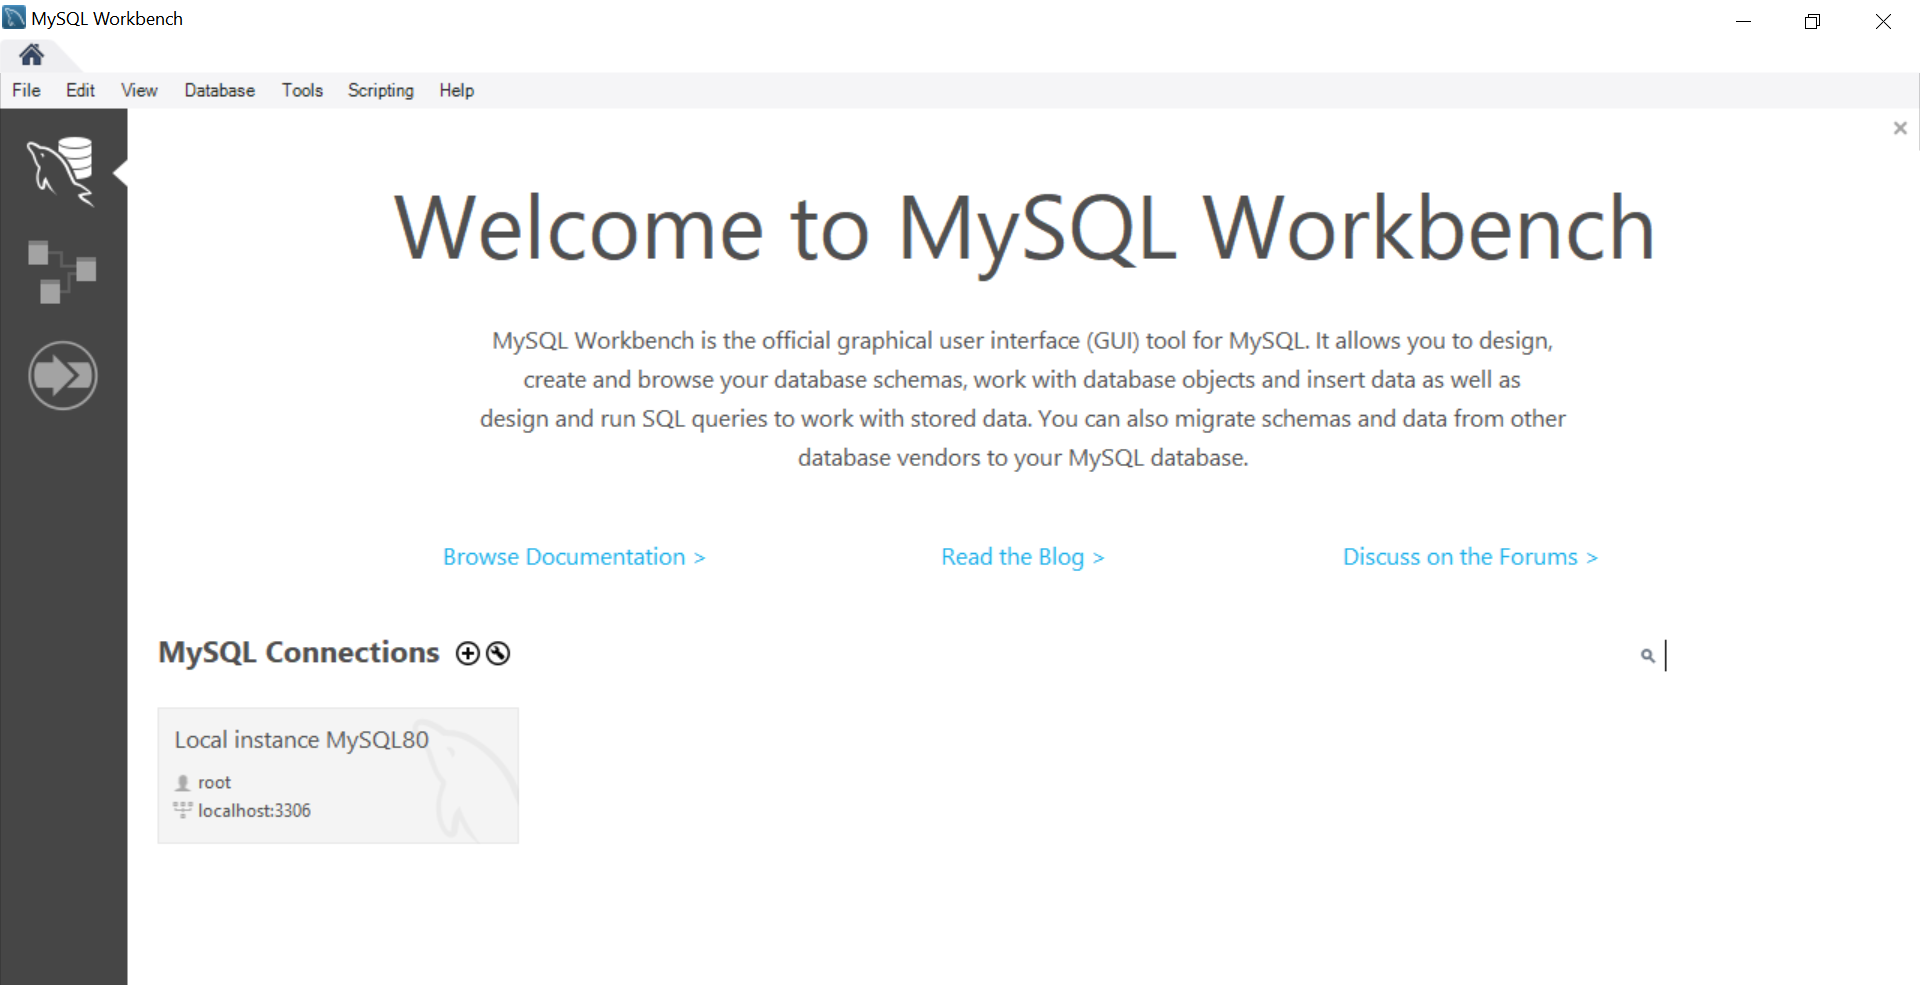 MySQL Workbench
File Edit View Database Tools Scripting Help
Welcome to MySQL Workbench
MySQL Workbench is the official graphical user interface (GUI) tool for MySQL. It allows you to design,
create and browse your database schemas, work with database objects and insert data as well as
design and run SQL queries to work with stored data. You can also migrate schemas and data from other
database vendors to your MySQL database.
Browse Documentation > Read the Blog > Discuss on the Forums >
MySQL Connections
Local instance MySQL80
root
localhost:3306